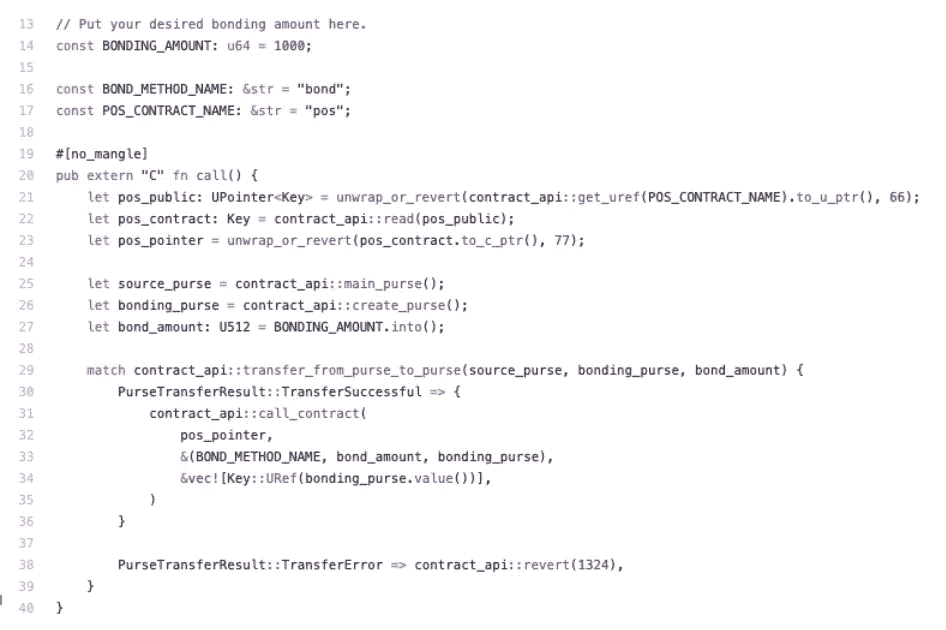 13 // Put your desired bonding amount here.
14 const BONDING_AMOUNT: u64 = 1000;
15
16 const BOND_METHOD_NAME: &str = "bond";
17 const POS_CONTRACT_NAME: &str = "pos";
18
19 #[no_mangle]
20 pub extern "C" fn call() {
21     let pos_public: UPointer<Key> = unwrap_or_revert(contract_api::get_uref(POS_CONTRACT_NAME).to_u_ptr(), 66);
22     let pos_contract: Key = contract_api::read(pos_public);
23     let pos_pointer = unwrap_or_revert(pos_contract.to_c_ptr(), 77);
24
25     let source_purse = contract_api::main_purse();
26     let bonding_purse = contract_api::create_purse();
27     let bond_amount: U512 = BONDING_AMOUNT.into();
28
29     match contract_api::transfer_from_purse_to_purse(source_purse, bonding_purse, bond_amount) {
30         PurseTransferResult::TransferSuccessful => {
31             contract_api::call_contract(
32                 pos_pointer,
33                 &(BOND_METHOD_NAME, bond_amount, bonding_purse),
34                 &vec![Key::URef(bonding_purse.value())],
35             )
36         }
37
38         PurseTransferResult::TransferError => contract_api::revert(1324),
39     }
40 }